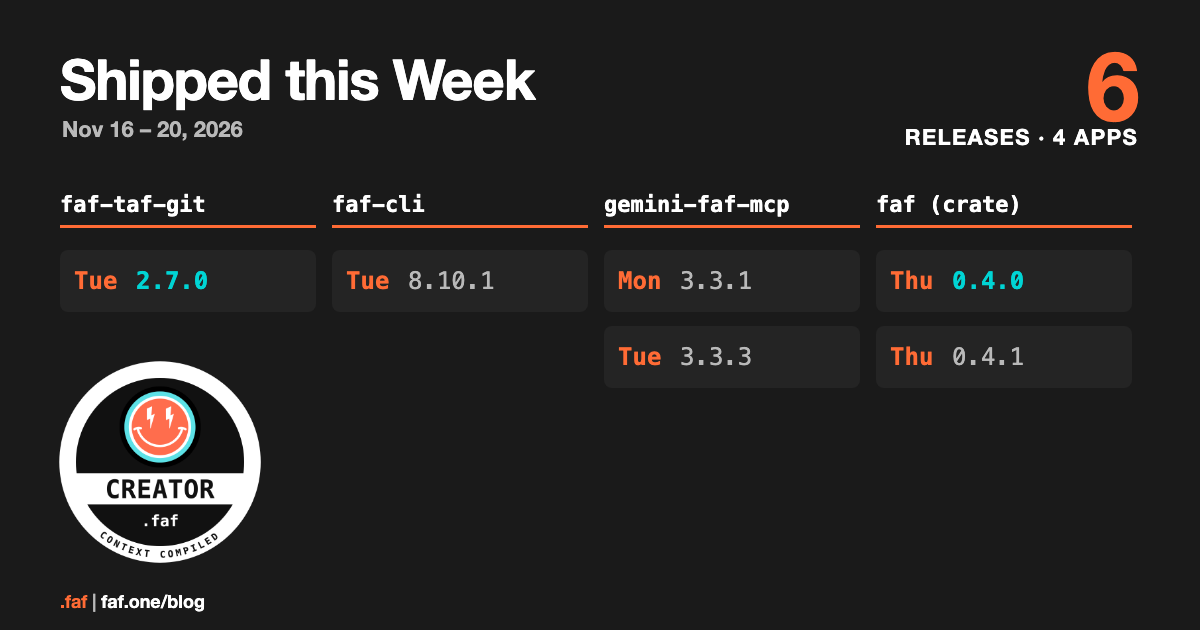 Shipped this Week
Nov 16 – 20, 2026
6
RELEASES · 4 APPS
faf-taf-git
Tue 2.7.0
faf-cli
Tue 8.10.1
gemini-faf-mcp
Mon 3.3.1
Tue 3.3.3
faf (crate)
Thu 0.4.0
Thu 0.4.1
CREATOR
.faf
CONTEXT COMPILED
.faf | faf.one/blog